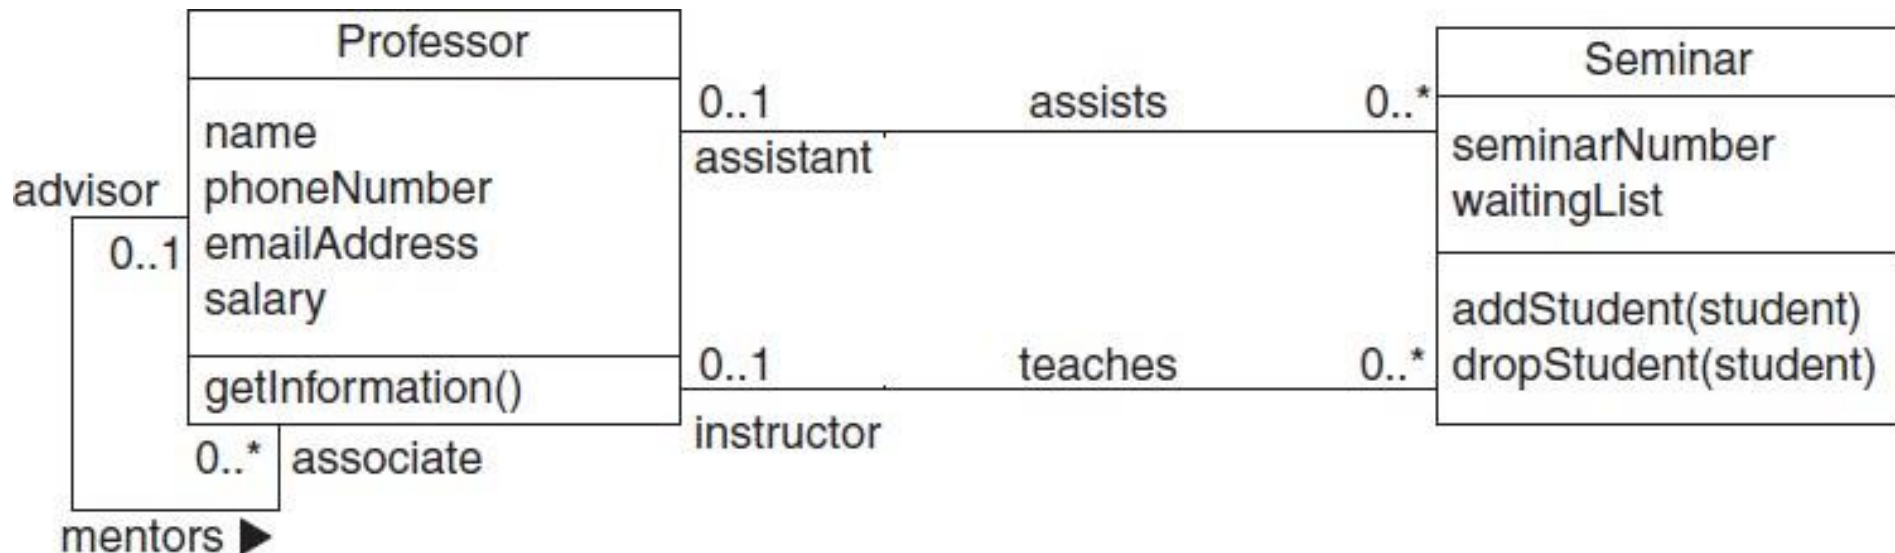 Professor
name
phoneNumber
emailAddress
salary
getInformation()
advisor
0..1
0..*
associate
mentors ▶
0..1
assists
0..*
assistant
0..1
teaches
0..*
instructor
Seminar
seminarNumber
waitingList
addStudent(student)
dropStudent(student)